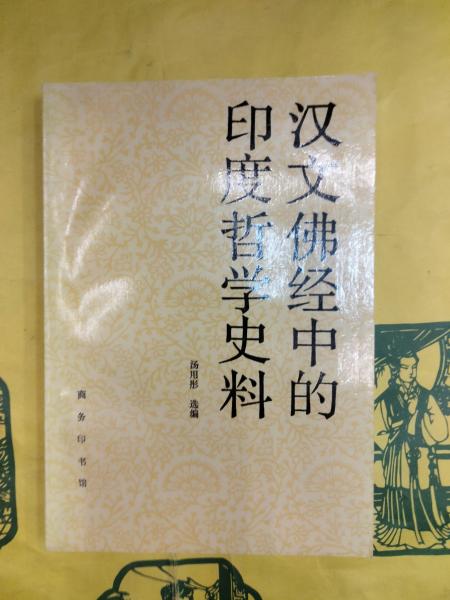 汉文佛经中的
印度哲学史料
汤用彤 选编
商务印书馆